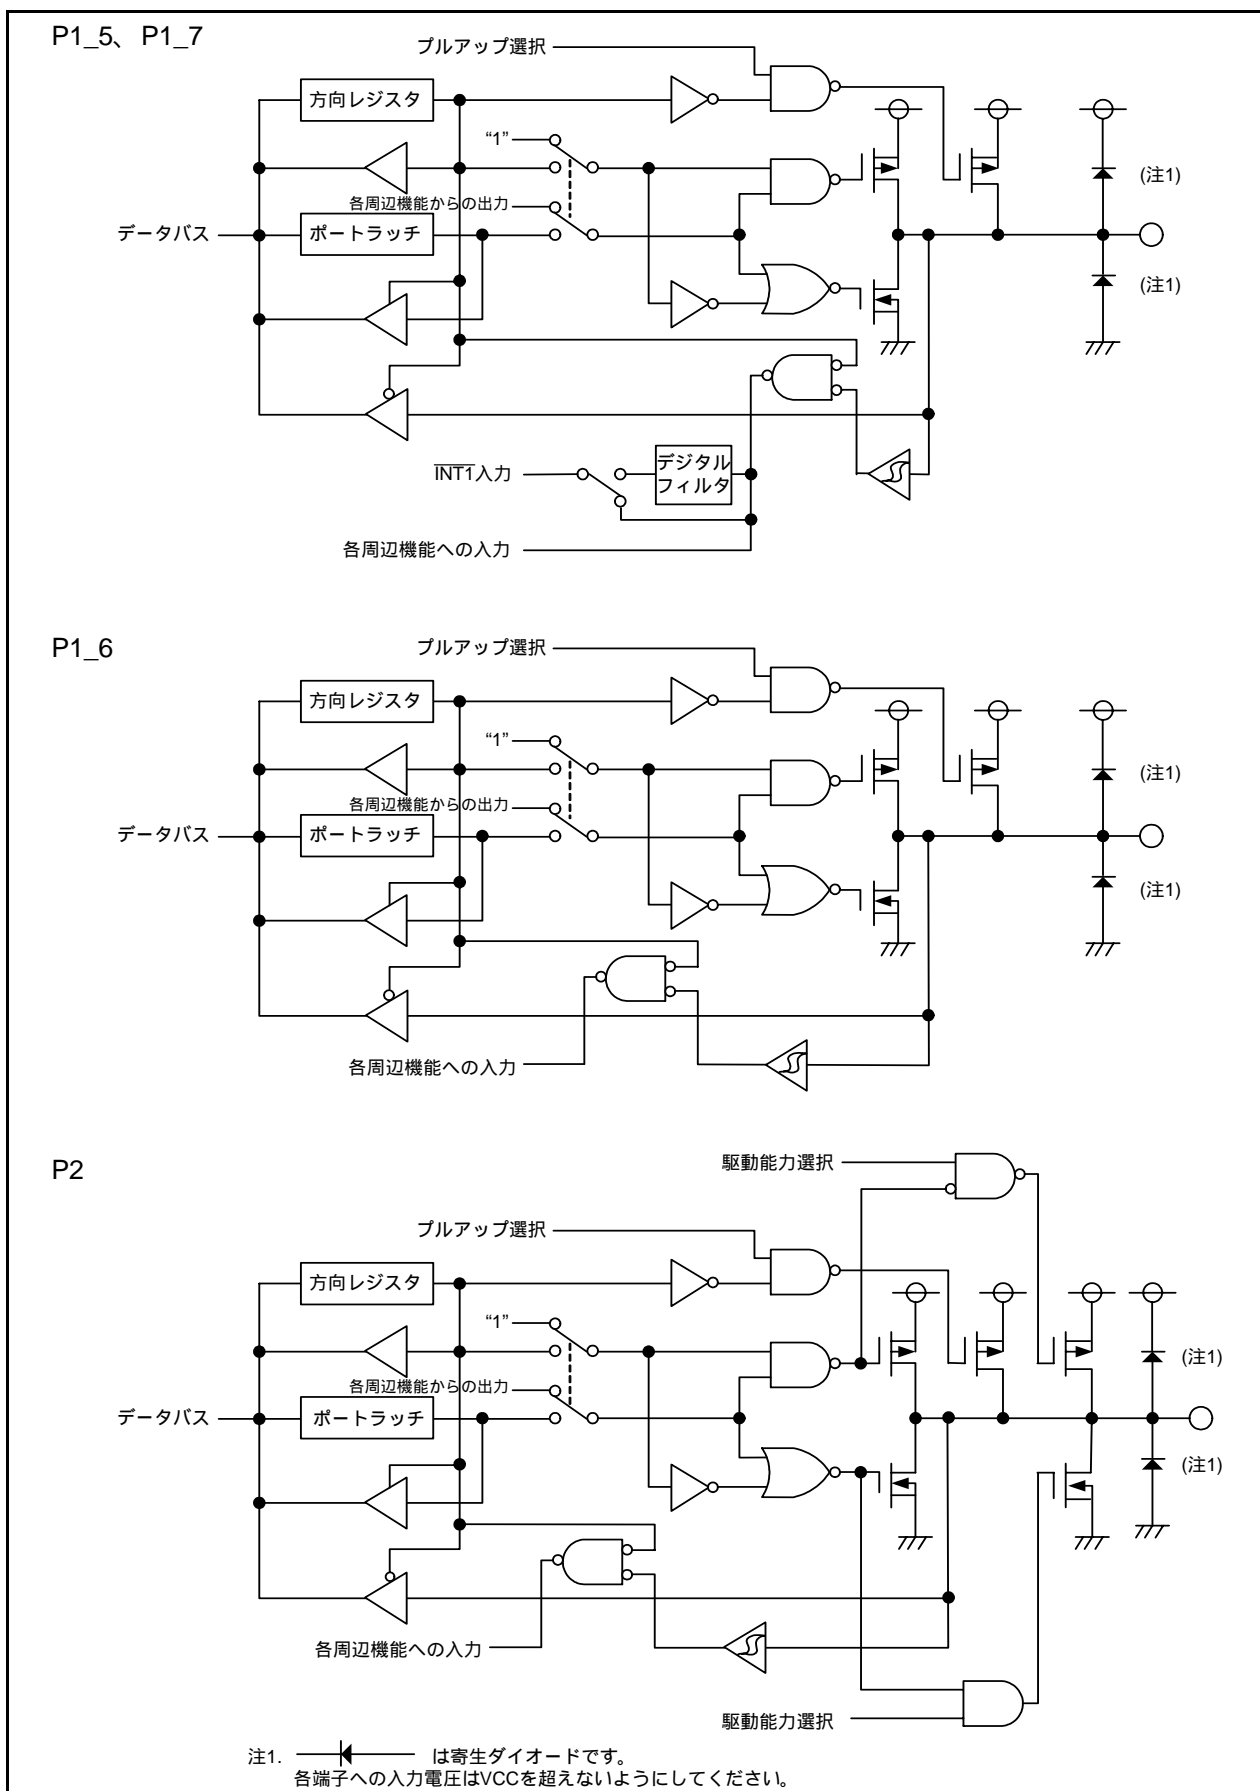 P1_5、P1_7
プルアップ選択
方向レジスタ
“1”
(注1)
各周辺機能からの出力
データバス
ポートラッチ
(注1)
INT1入力
デジタル
フィルタ
各周辺機能への入力
P1_6
プルアップ選択
方向レジスタ
“1”
(注1)
各周辺機能からの出力
データバス
ポートラッチ
(注1)
各周辺機能への入力
P2
駆動能力選択
プルアップ選択
方向レジスタ
“1”
(注1)
各周辺機能からの出力
データバス
ポートラッチ
(注1)
各周辺機能への入力
駆動能力選択
注1. は寄生ダイオードです。
各端子への入力電圧はVCCを超えないようにしてください。